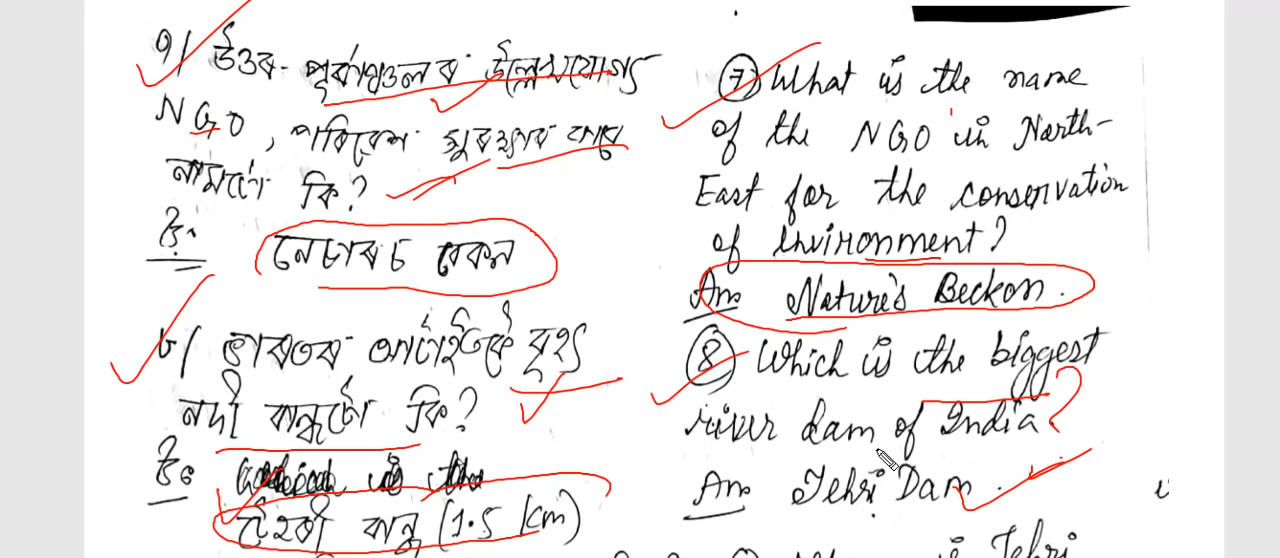 ৭/ উত্তৰ-পূৰ্বাঞ্চলৰ উল্লেখযোগ্য
NGO, পৰিবেশ সুৰক্ষাৰ বাবে
নামটো কি?
উঃ নেচাৰচ বেকন
৮/ ভাৰতৰ আটাইতকৈ বৃহৎ
নদী বান্ধটো কি?
উঃ
টেহৰী বান্ধ (1.5 Km)
⑦ What is the name
of the NGO in North-
East for the conservation
of environment?
Ans Nature's Beckon.
⑧ Which is the biggest
river dam of India?
Ans Tehri Dam.
Tehri